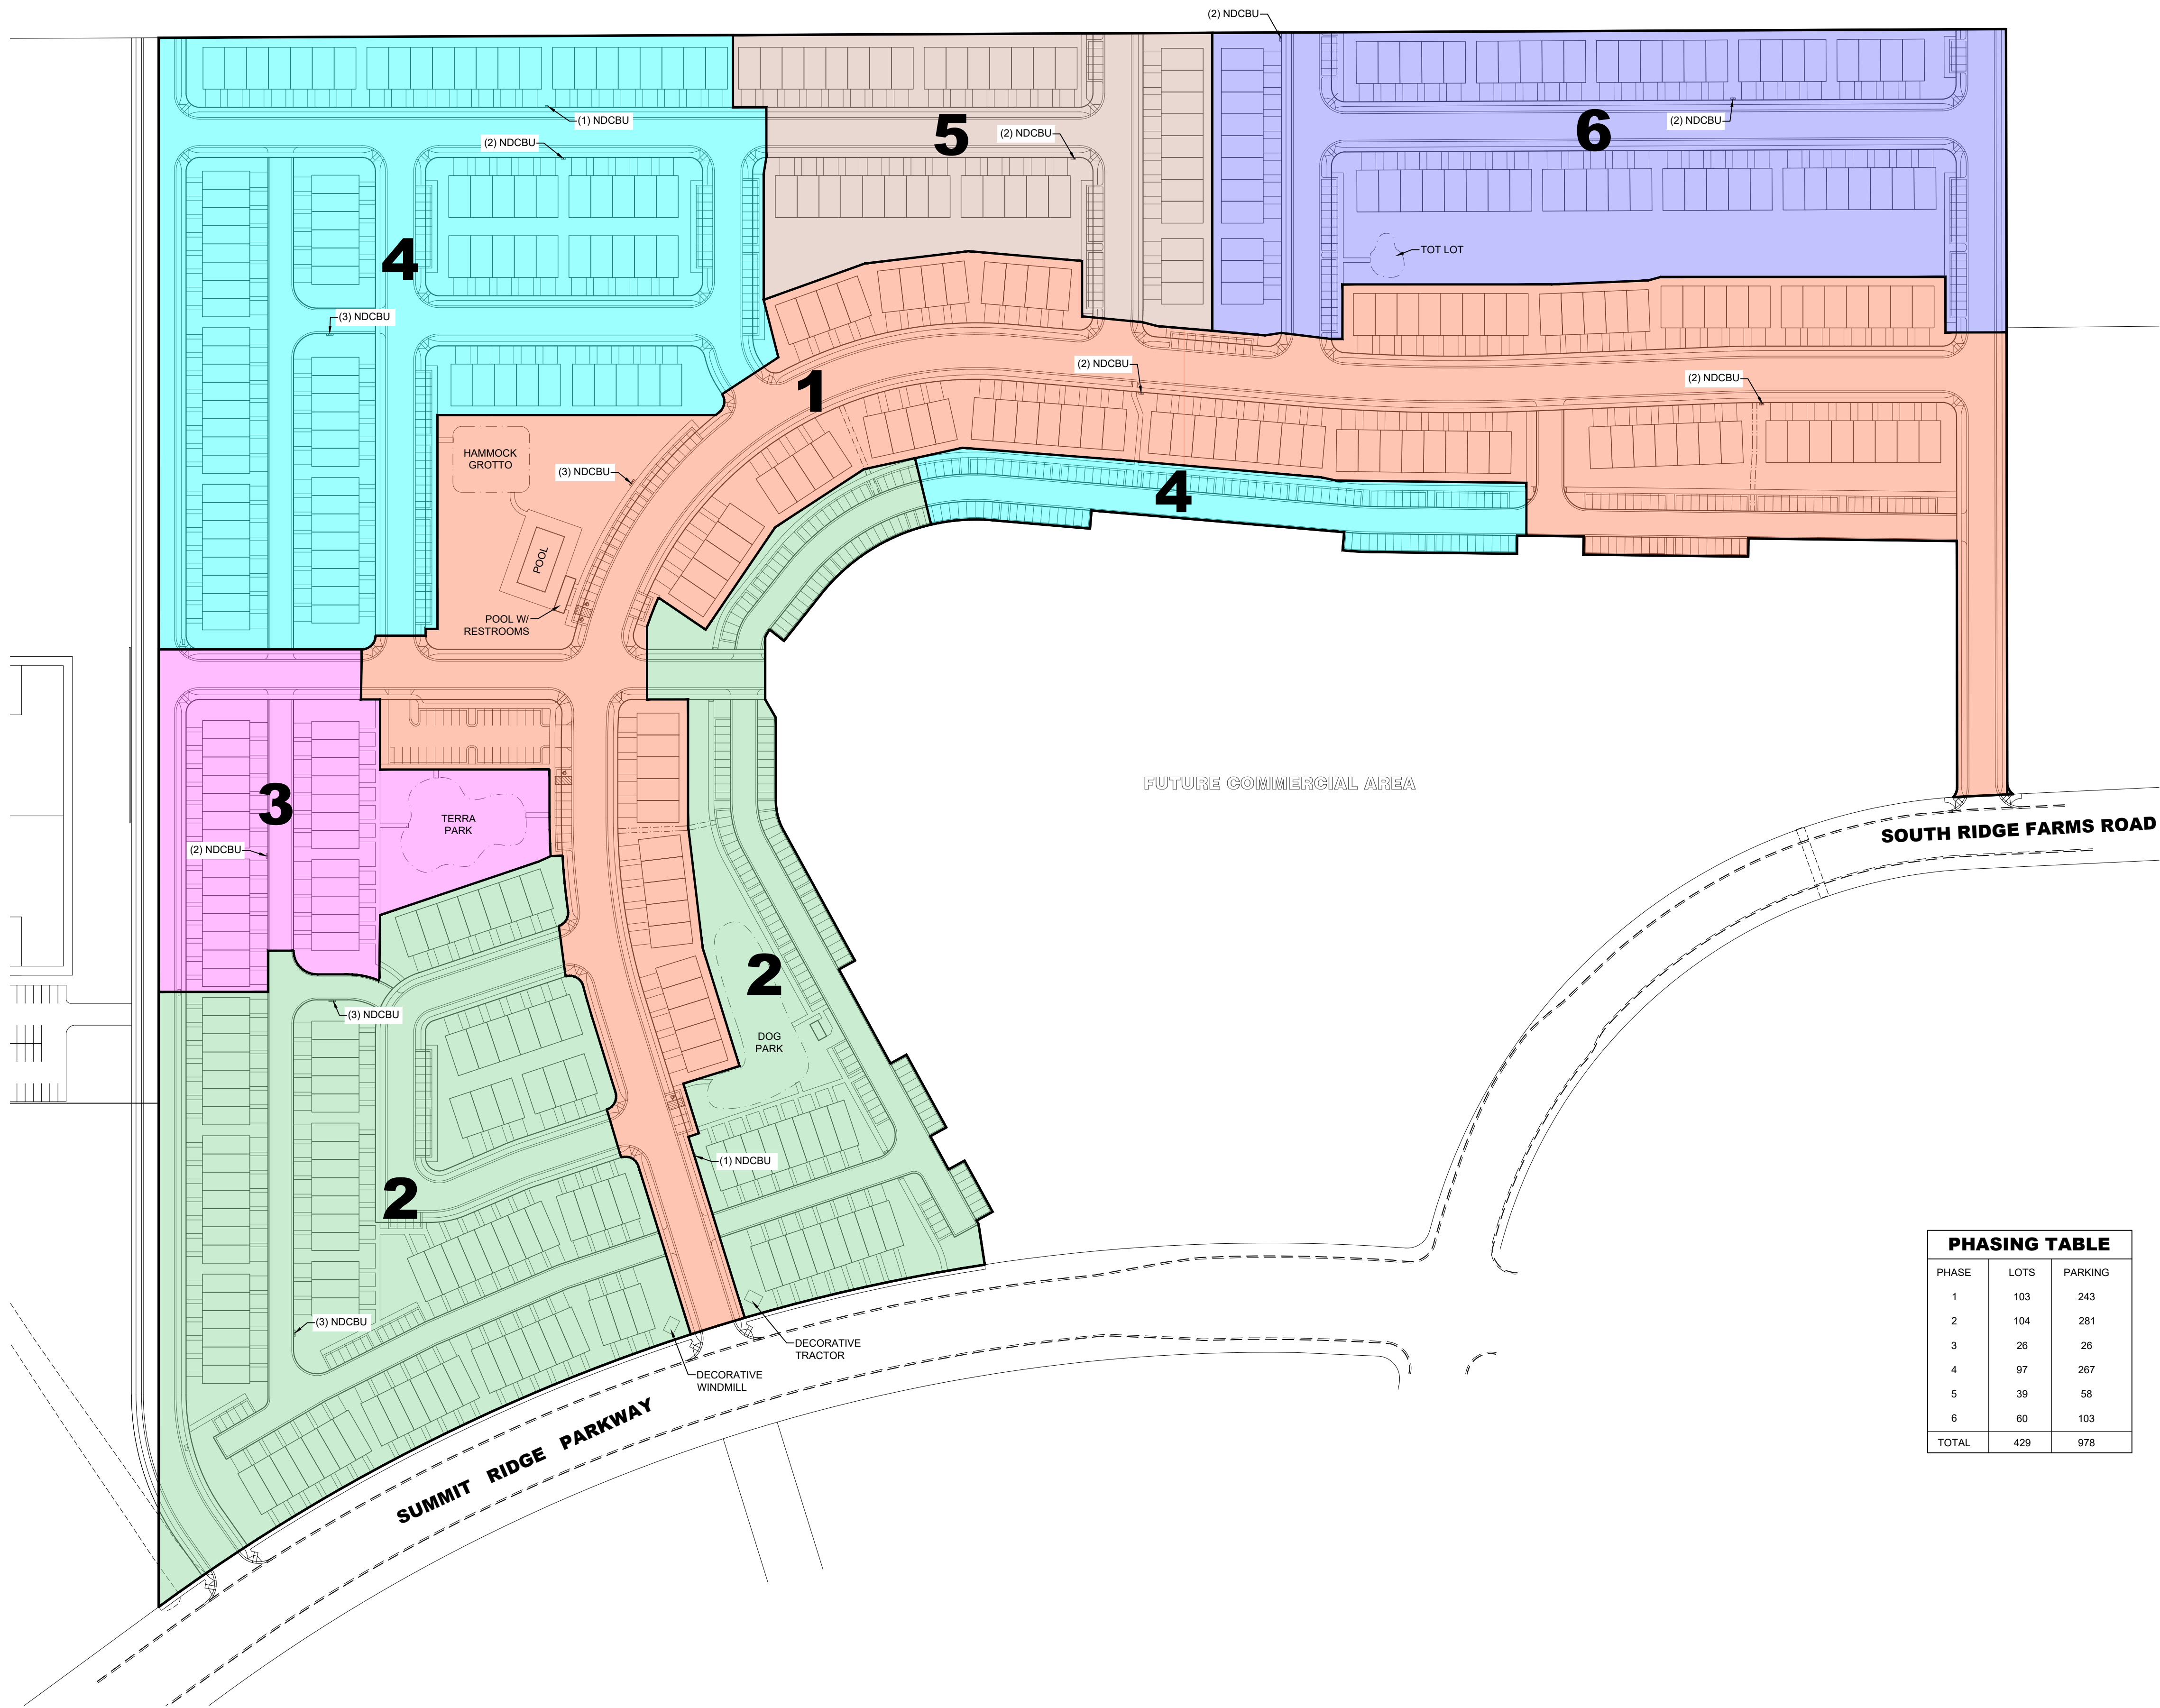 (2) NDCBU
(1) NDCBU
(2) NDCBU
5
(2) NDCBU
6
(2) NDCBU
4
TOT LOT
(3) NDCBU
1
(2) NDCBU
(2) NDCBU
HAMMOCK
GROTTO
(3) NDCBU
4
POOL
POOL W/
RESTROOMS
3
TERRA
PARK
(2) NDCBU
FUTURE COMMERCIAL AREA
SOUTH RIDGE FARMS ROAD
2
(3) NDCBU
DOG
PARK
(1) NDCBU
2
(3) NDCBU
DECORATIVE
TRACTOR
DECORATIVE
WINDMILL
SUMMIT RIDGE PARKWAY
PHASING TABLE
PHASE LOTS PARKING
1 103 243
2 104 281
3 26 26
4 97 267
5 39 58
6 60 103
TOTAL 429 978